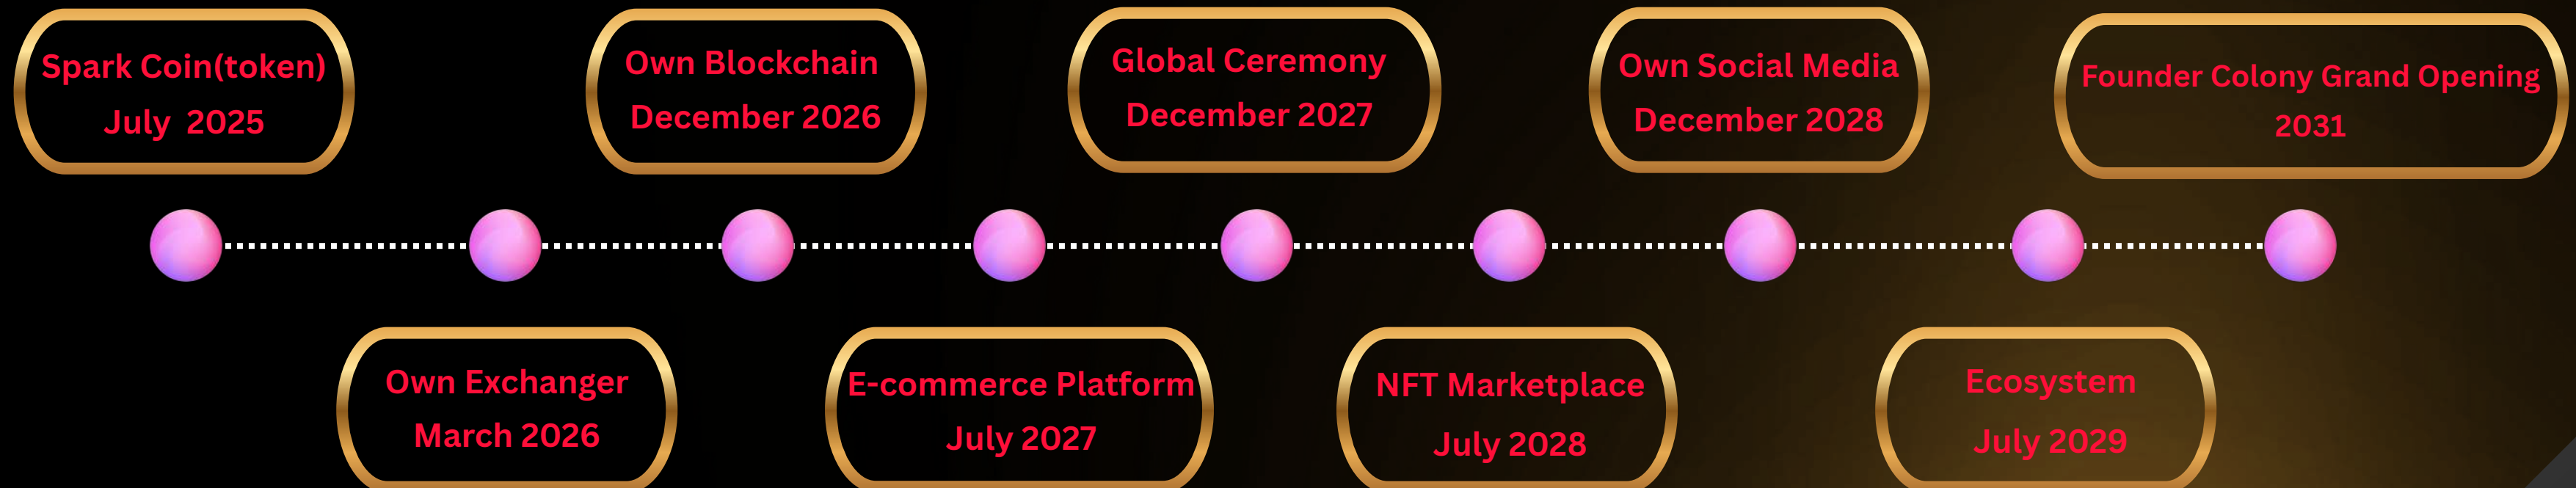 Spark Coin(token)
July 2025
Own Exchanger
March 2026
Own Blockchain
December 2026
E-commerce Platform
July 2027
Global Ceremony
December 2027
NFT Marketplace
July 2028
Own Social Media
December 2028
Ecosystem
July 2029
Founder Colony Grand Opening
2031